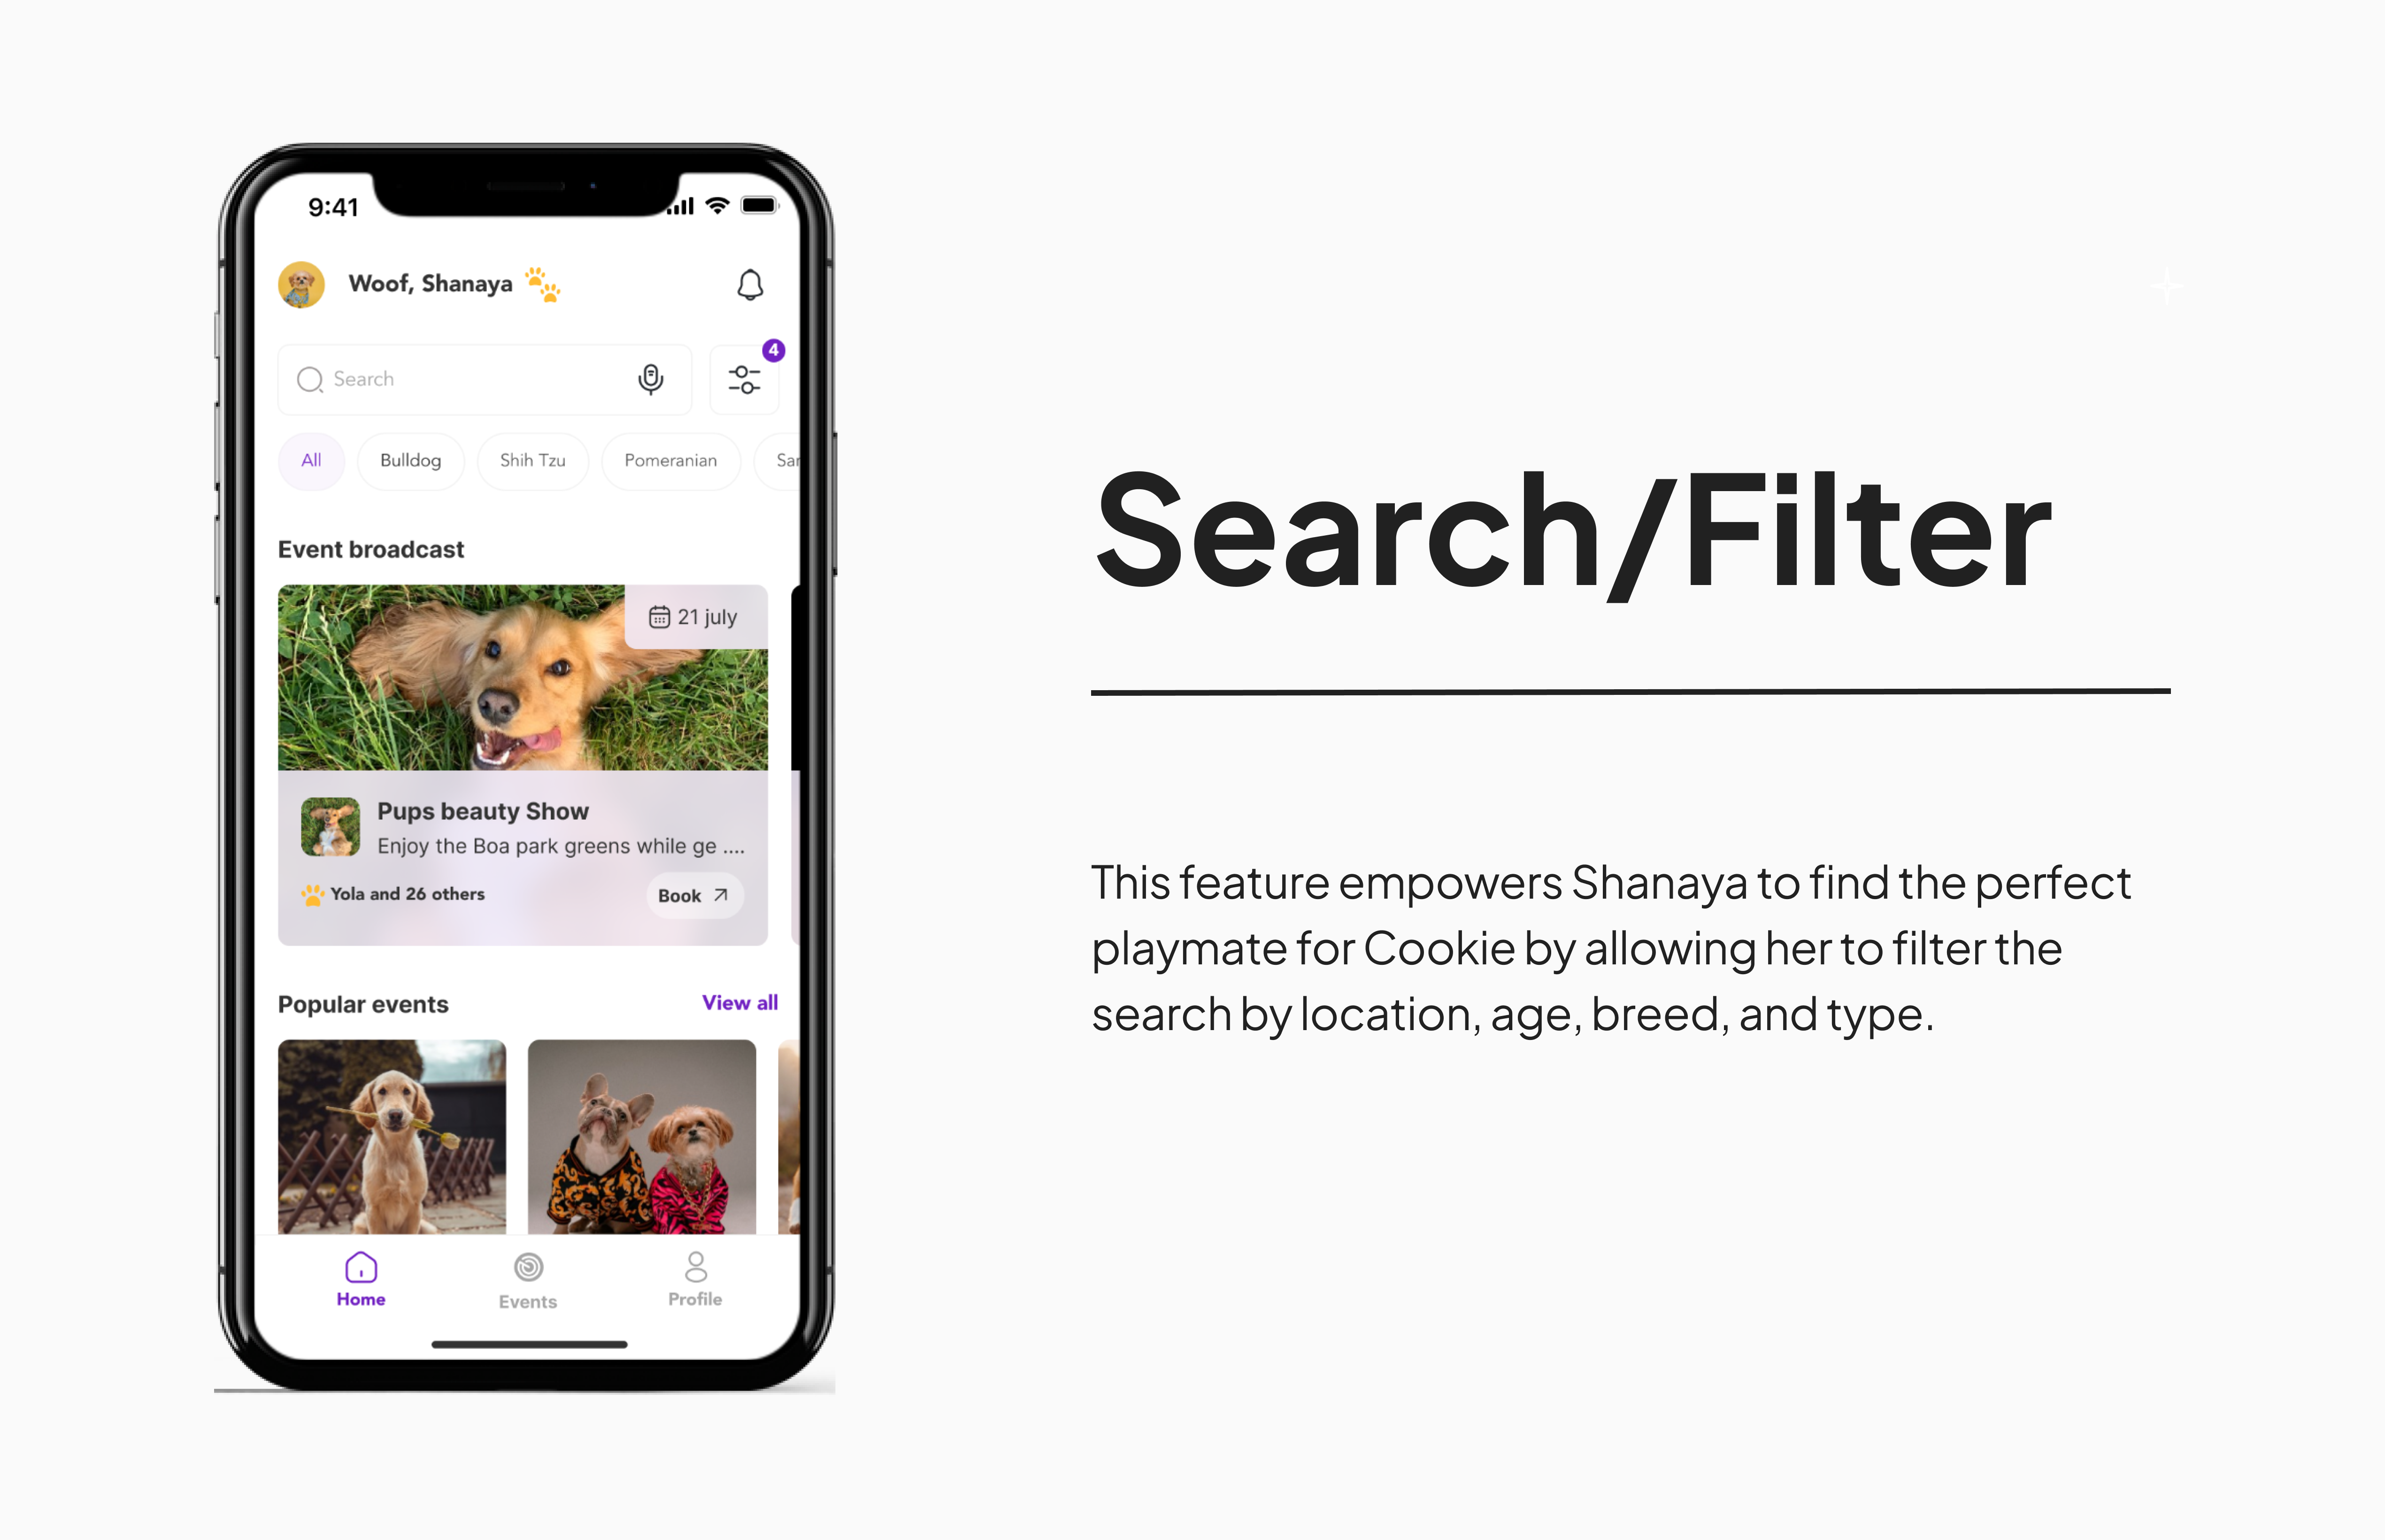 9:41
Woof, Shanaya
4
Search
All
Bulldog
Shih Tzu
Pomeranian
Event broadcast
21 july
Pups beauty Show
Enjoy the Boa park greens while ge ....
Yola and 26 others
Book
Popular events
View all
Home
Events
Profile
Search/Filter
This feature empowers Shanaya to find the perfect
playmate for Cookie by allowing her to filter the
search by location, age, breed, and type.